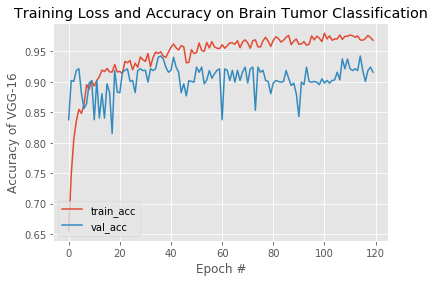 Training Loss and Accuracy on Brain Tumor Classification
Accuracy of VGG-16
0.95
0.90
0.85
0.80
0.75
0.70
0.65
train_acc
val_acc
0 20 40 60 80 100 120
Epoch #